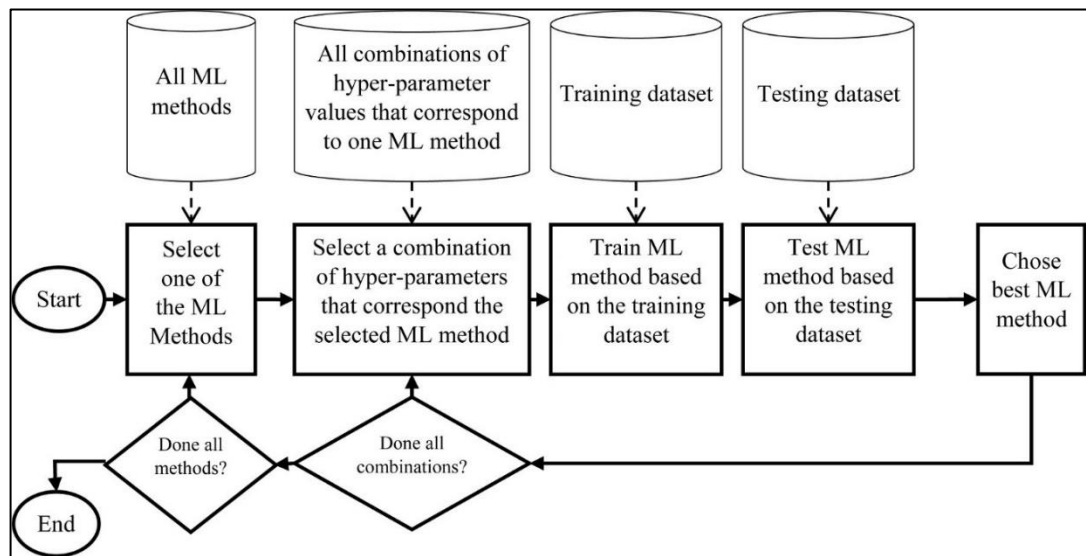 All ML
methods
All combinations of
hyper-parameter
values that correspond
to one ML method
Training dataset
Testing dataset
Start
Select
one of
the ML
Methods
Select a combination
of hyper-parameters
that correspond the
selected ML method
Train ML
method based
on the training
dataset
Test ML
method based
on the testing
dataset
Chose
best ML
method
Done all
methods?
Done all
combinations?
End